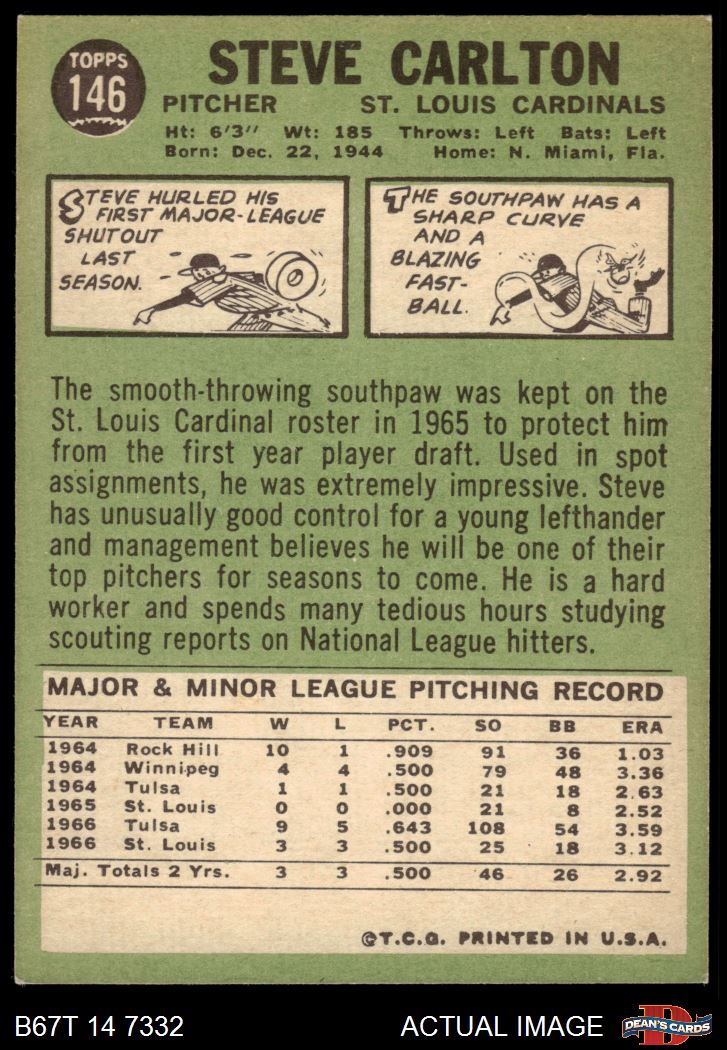 TOPPS
146
STEVE CARLTON
PITCHER ST. LOUIS CARDINALS
Ht: 6'3" Wt: 185 Throws: Left Bats: Left
Born: Dec. 22, 1944 Home: N. Miami, Fla.
STEVE HURLED HIS
FIRST MAJOR-LEAGUE
SHUTOUT
LAST
SEASON.
THE SOUTHPAW HAS A
SHARP CURVE
AND A
BLAZING
FAST-
BALL.
The smooth-throwing southpaw was kept on the
St. Louis Cardinal roster in 1965 to protect him
from the first year player draft. Used in spot
assignments, he was extremely impressive. Steve
has unusually good control for a young lefthander
and management believes he will be one of their
top pitchers for seasons to come. He is a hard
worker and spends many tedious hours studying
scouting reports on National League hitters.
MAJOR & MINOR LEAGUE PITCHING RECORD
YEAR TEAM W L PCT. SO BB ERA
1964 Rock Hill 10 1 .909 91 36 1.03
1964 Winnipeg 4 4 .500 79 48 3.36
1964 Tulsa 1 1 .500 21 18 2.63
1965 St. Louis 0 0 .000 21 8 2.52
1966 Tulsa 9 5 .643 108 54 3.59
1966 St. Louis 3 3 .500 25 18 3.12
Maj. Totals 2 Yrs. 3 3 .500 46 26 2.92
©T.C.G. PRINTED IN U.S.A.
B67T 14 7332 ACTUAL IMAGE
D
DEAN'S CARDS